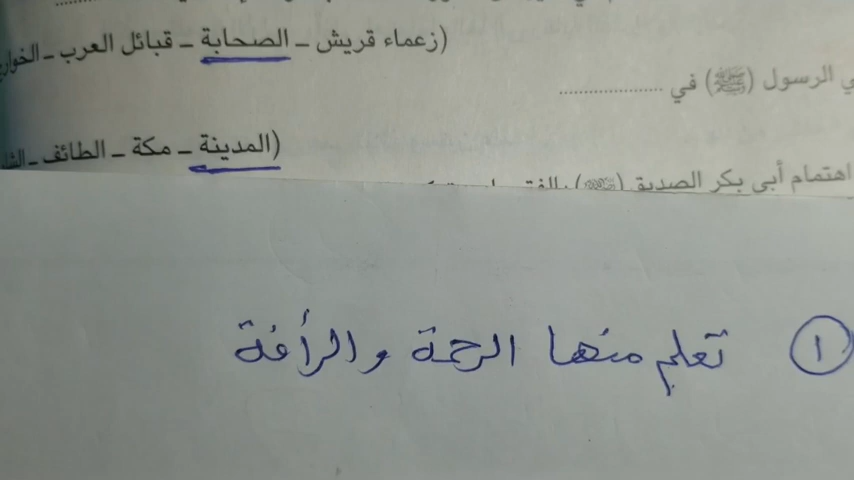 (زعماء قريش – الصحابة – قبائل العرب –
الرسول (ﷺ) في ....................
(المدينة – مكة – الطائف –
اهتمام أبي بكر الصديق
١ تعلم منها الرحمة والرأفة